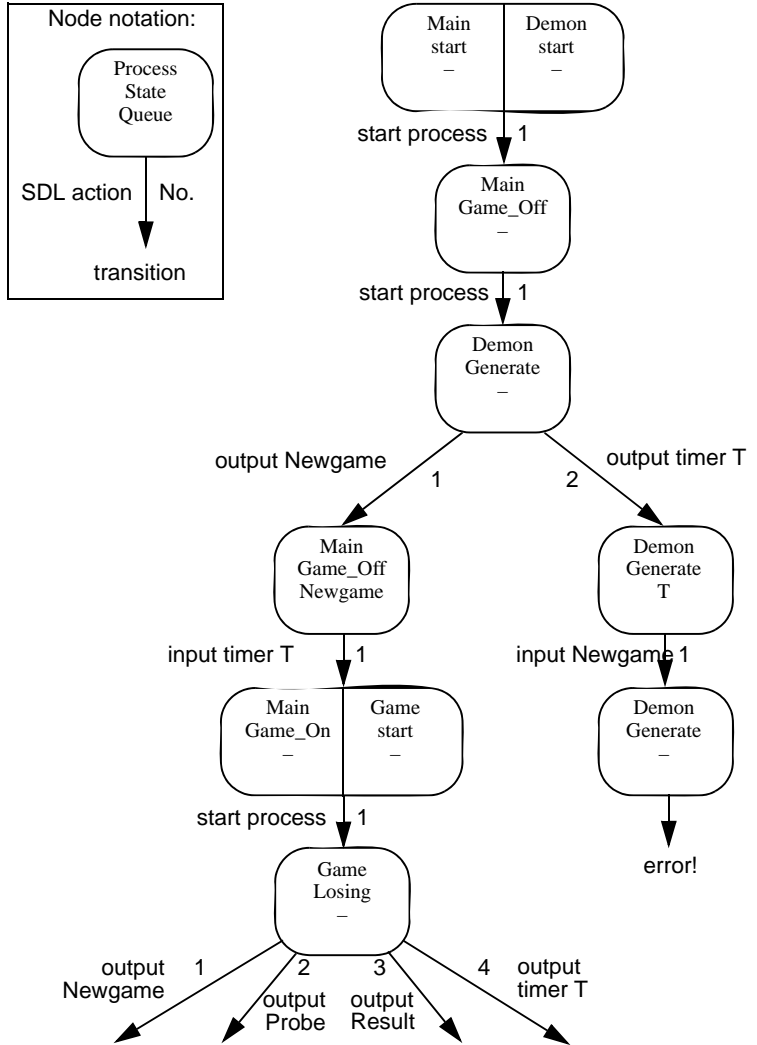 Node notation:
Process
State
Queue
SDL action
No.
transition
Main
start
–
Demon
start
–
start process
1
Main
Game_Off
–
start process
1
Demon
Generate
–
output Newgame
1
output timer T
2
Main
Game_Off
Newgame
Demon
Generate
T
input timer T
1
input Newgame
1
Main
Game_On
–
Game
start
–
Demon
Generate
–
start process
1
error!
Game
Losing
–
output
Newgame
1
2
output
Probe
3
output
Result
4
output
timer T